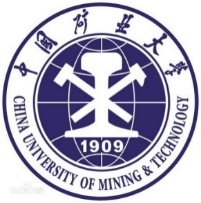 中国矿业大学
1909
CHINA UNIVERSITY OF MINING & TECHNOLOGY